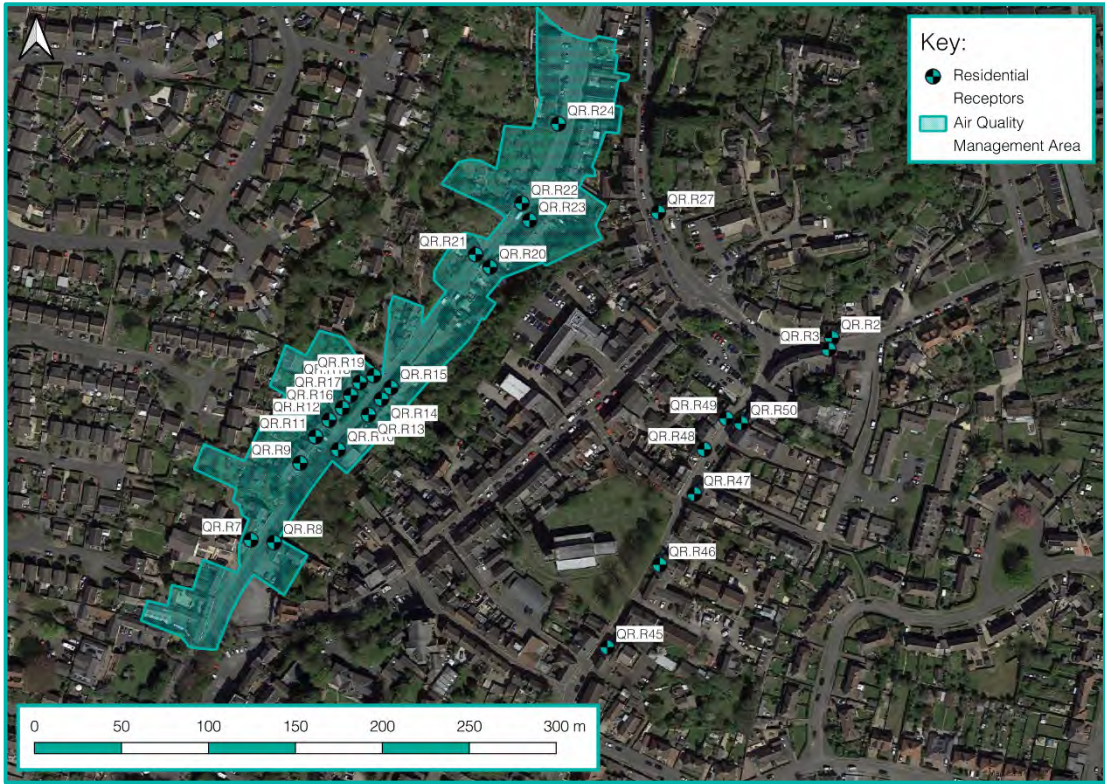 Key:
Residential
Receptors
Air Quality
Management Area
QR.R24
QR.R22
QR.R23
QR.R27
QR.R21
QR.R20
QR.R2
QR.R3
QR.R19
QR.R17
QR.R15
QR.R16
QR.R12
QR.R14
QR.R11
QR.R13
QR.R9
QR.R49
QR.R50
QR.R48
QR.R47
QR.R7
QR.R8
QR.R46
QR.R45
0 50 100 150 200 250 300 m